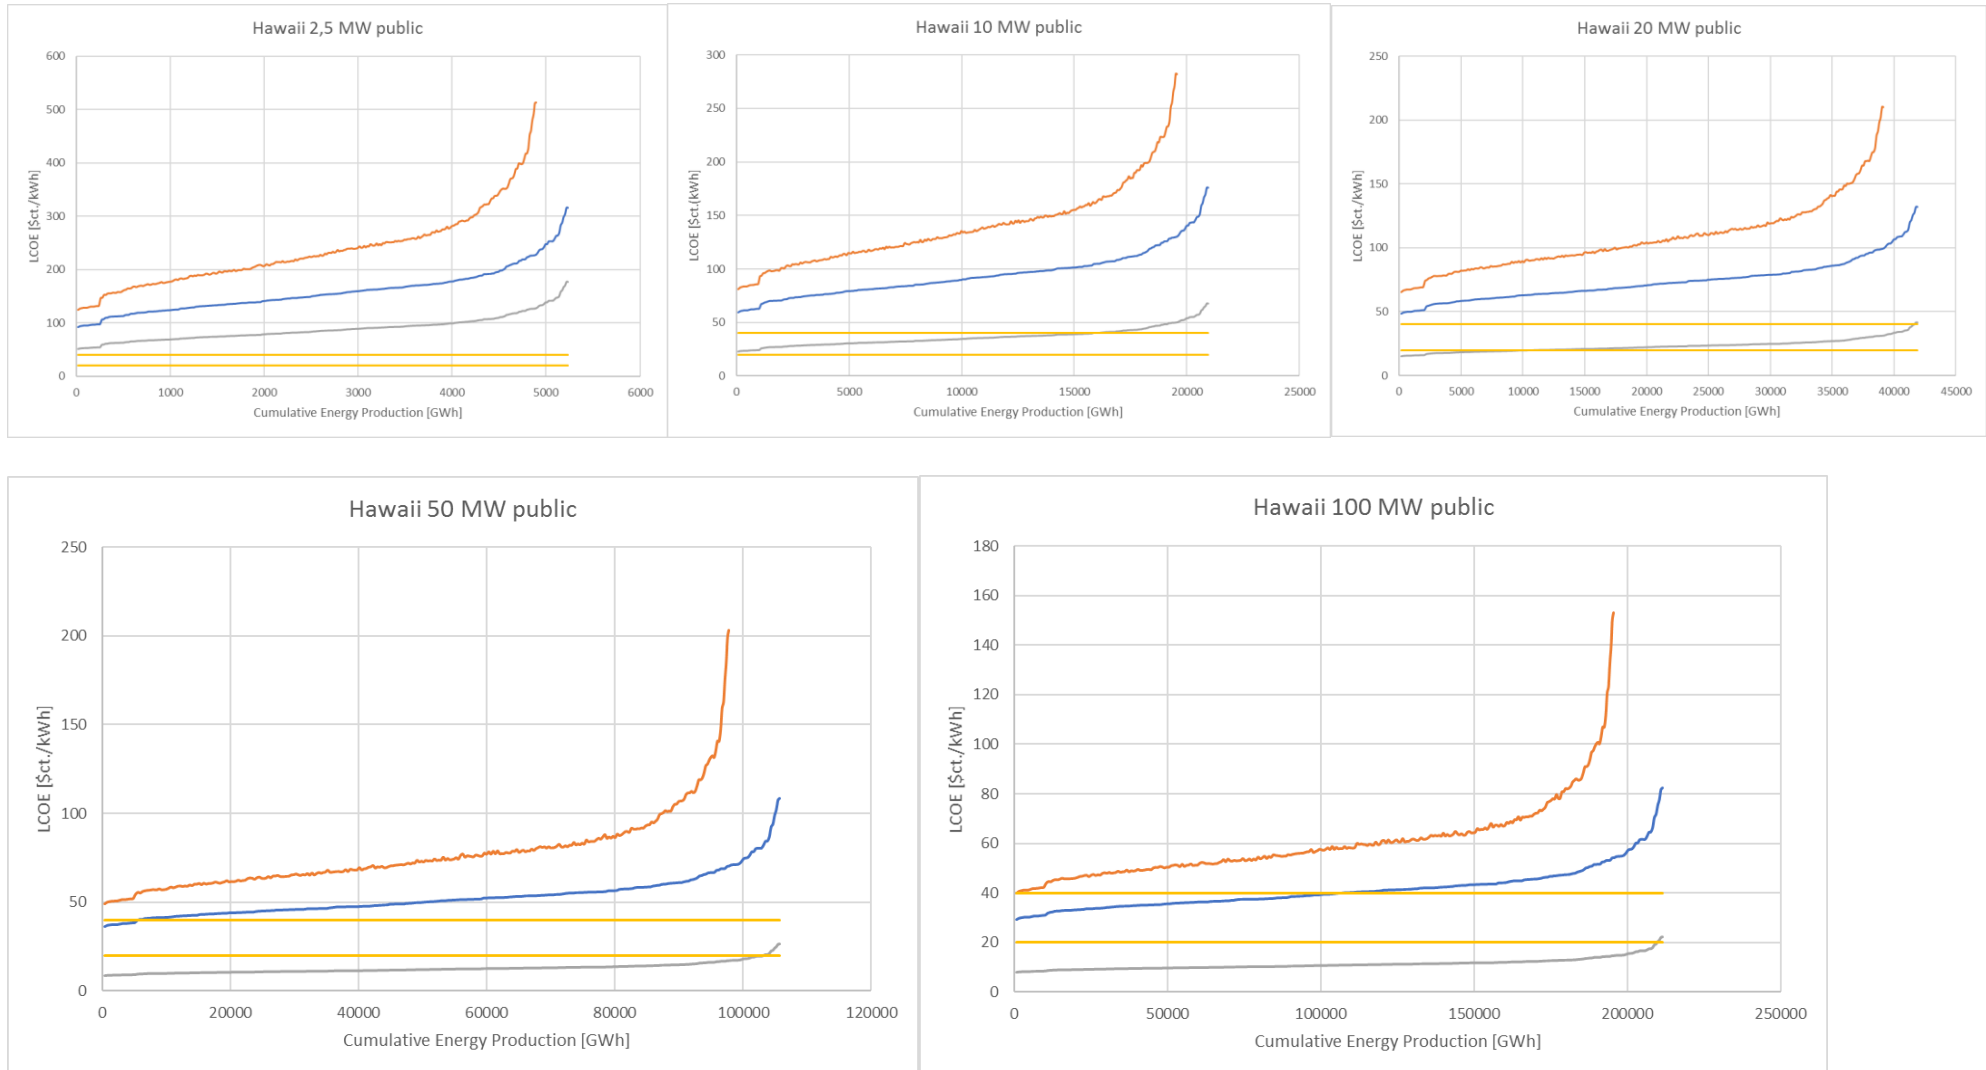 Hawaii 2,5 MW public
600
500
400
300
200
100
0
LCOE [$ct./kWh]
0 1000 2000 3000 4000 5000 6000
Cumulative Energy Production [GWh]
Hawaii 10 MW public
300
250
200
150
100
50
0
LCOE [$ct.(kWh]
0 5000 10000 15000 20000 25000
Cumulative Energy Production [GWh]
Hawaii 20 MW public
250
200
150
100
50
0
LCOE [$ct./kWh]
0 5000 10000 15000 20000 25000 30000 35000 40000 45000
Cumulative Energy Production [GWh]
Hawaii 50 MW public
250
200
150
100
50
0
LCOE [$ct./kWh]
0 20000 40000 60000 80000 100000 120000
Cumulative Energy Production [GWh]
Hawaii 100 MW public
180
160
140
120
100
80
60
40
20
0
LCOE [$ct./kWh]
0 50000 100000 150000 200000 250000
Cumulative Energy Production [GWh]